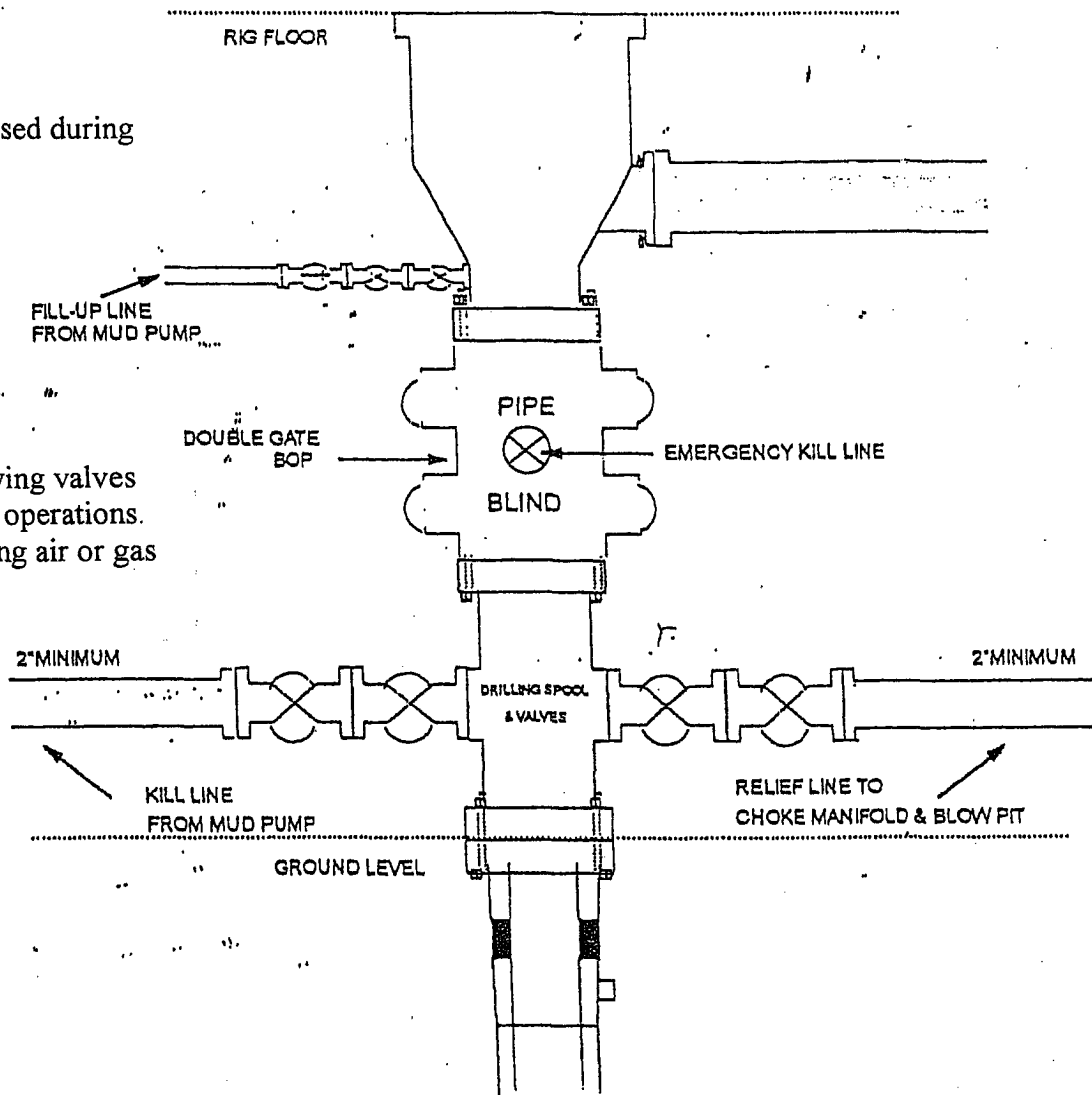 RIG FLOOR
sed during
FILL-UP LINE
FROM MUD PUMP
PIPE
DOUBLE GATE
BOP
EMERGENCY KILL LINE
BLIND
ving valves
operations.
ng air or gas
2"MINIMUM
2"MINIMUM
DRILLING SPOOL
& VALVES
KILL LINE
FROM MUD PUMP
RELIEF LINE TO
CHOKE MANIFOLD & BLOW PIT
GROUND LEVEL